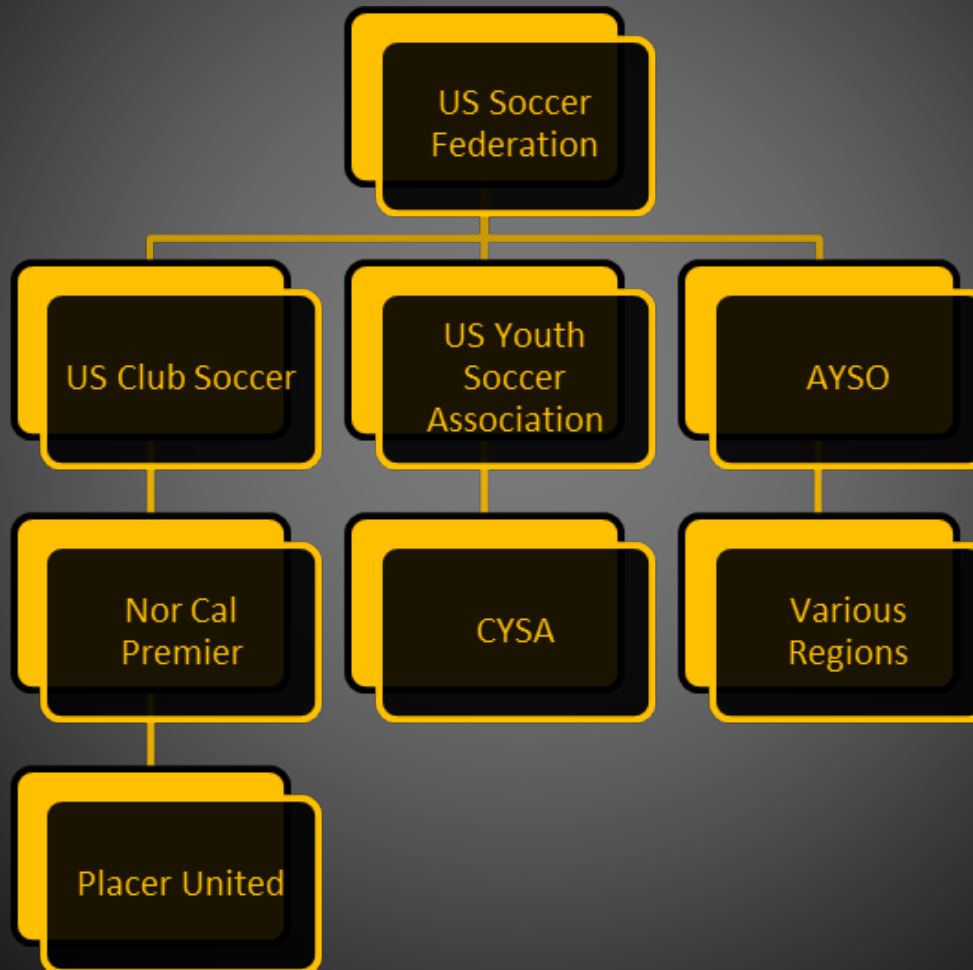 US Soccer
Federation
US Club Soccer
US Youth
Soccer
Association
AYSO
Nor Cal
Premier
CYSA
Various
Regions
Placer United